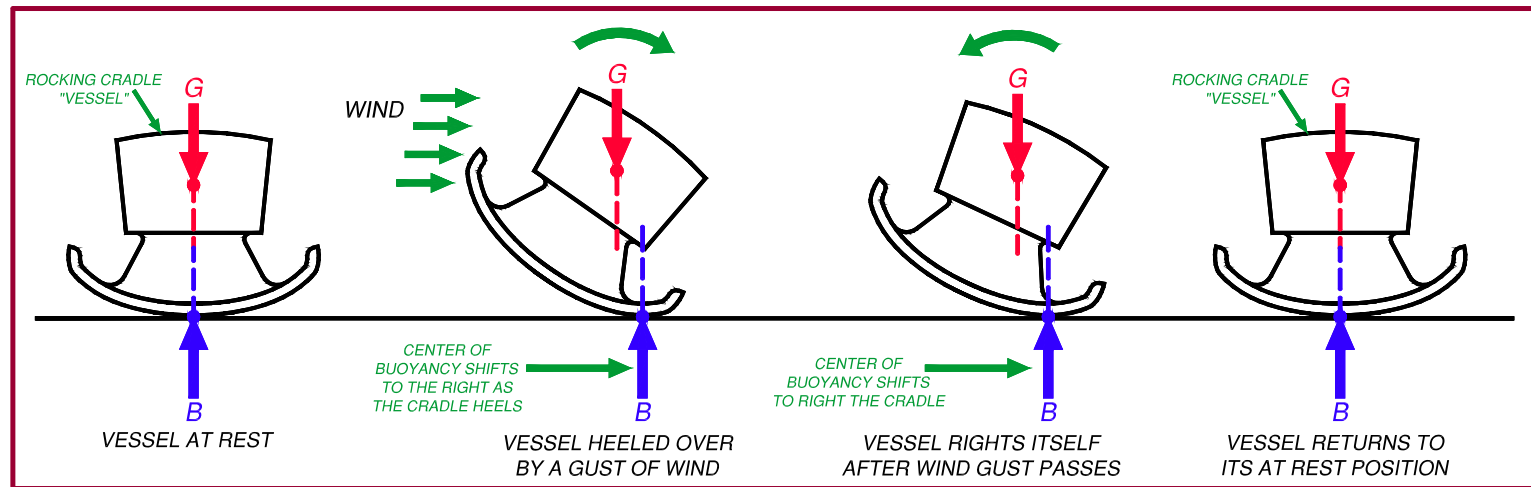 ROCKING CRADLE
"VESSEL"
G
B
VESSEL AT REST
WIND
G
CENTER OF
BUOYANCY SHIFTS
TO THE RIGHT AS
THE CRADLE HEELS
B
VESSEL HEELED OVER
BY A GUST OF WIND
G
CENTER OF
BUOYANCY SHIFTS
TO RIGHT THE CRADLE
B
VESSEL RIGHTS ITSELF
AFTER WIND GUST PASSES
ROCKING CRADLE
"VESSEL"
G
B
VESSEL RETURNS TO
ITS AT REST POSITION